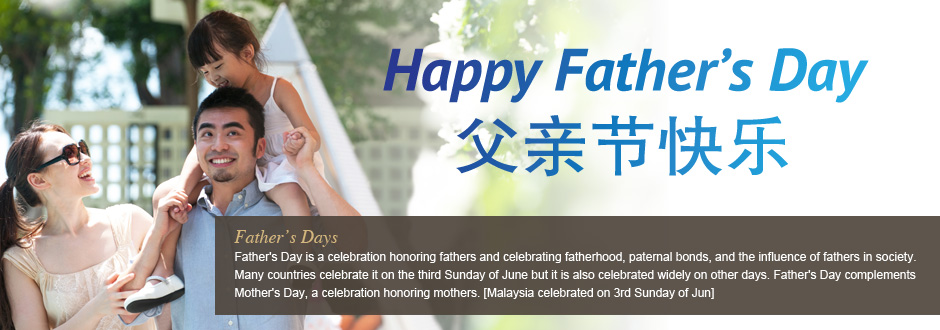 Happy Father's Day
父亲节快乐
Father's Days
Father's Day is a celebration honoring fathers and celebrating fatherhood, paternal bonds, and the influence of fathers in society.
Many countries celebrate it on the third Sunday of June but it is also celebrated widely on other days. Father's Day complements
Mother's Day, a celebration honoring mothers. [Malaysia celebrated on 3rd Sunday of Jun]